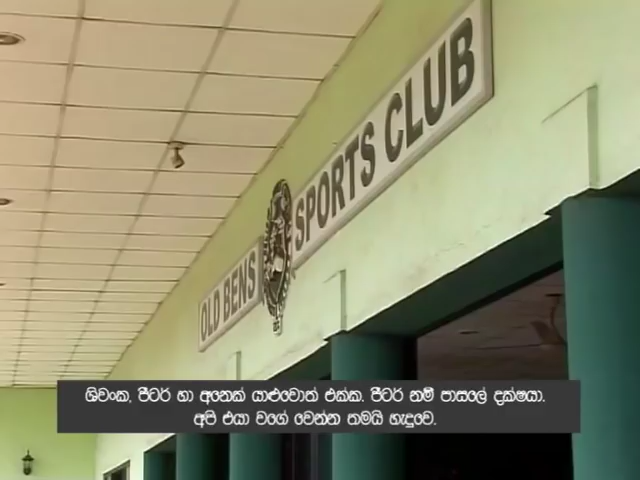 OLD BENS SPORTS CLUB
ශිවංක, පීටර් හා අනෙක් යාළුවොත් එක්ක. පීටර් නම් පාසලේ දක්ෂයා.
අපි එයා වගේ වෙන්න තමයි හැදුවෙ.